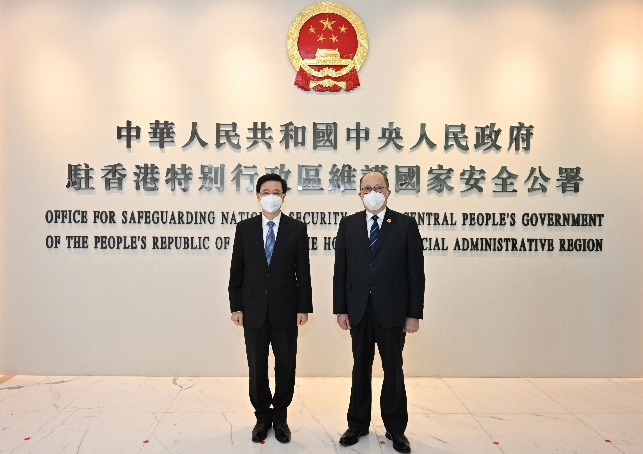 中華人民共和國中央人民政府
駐香港特別行政區維護國家安全公署
OFFICE FOR SAFEGUARDING SECURITY CENTRAL PEOPLE'S GOVERNMENT
OF THE PEOPLE'S REPUBLIC OF ADMINISTRATIVE REGION